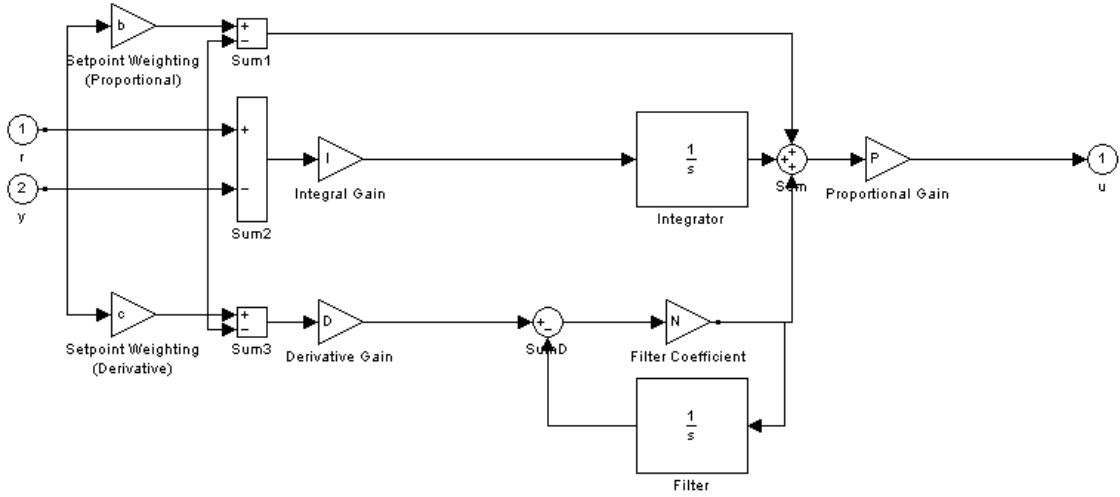 b
+
−
Sum1
Setpoint Weighting
(Proportional)
1
r
2
y
+
−
Sum2
I
Integral Gain
1
s
Integrator
+
+
+
Sum
P
Proportional Gain
1
u
c
Setpoint Weighting
(Derivative)
+
−
Sum3
D
Derivative Gain
+
−
SumD
N
Filter Coefficient
1
s
Filter